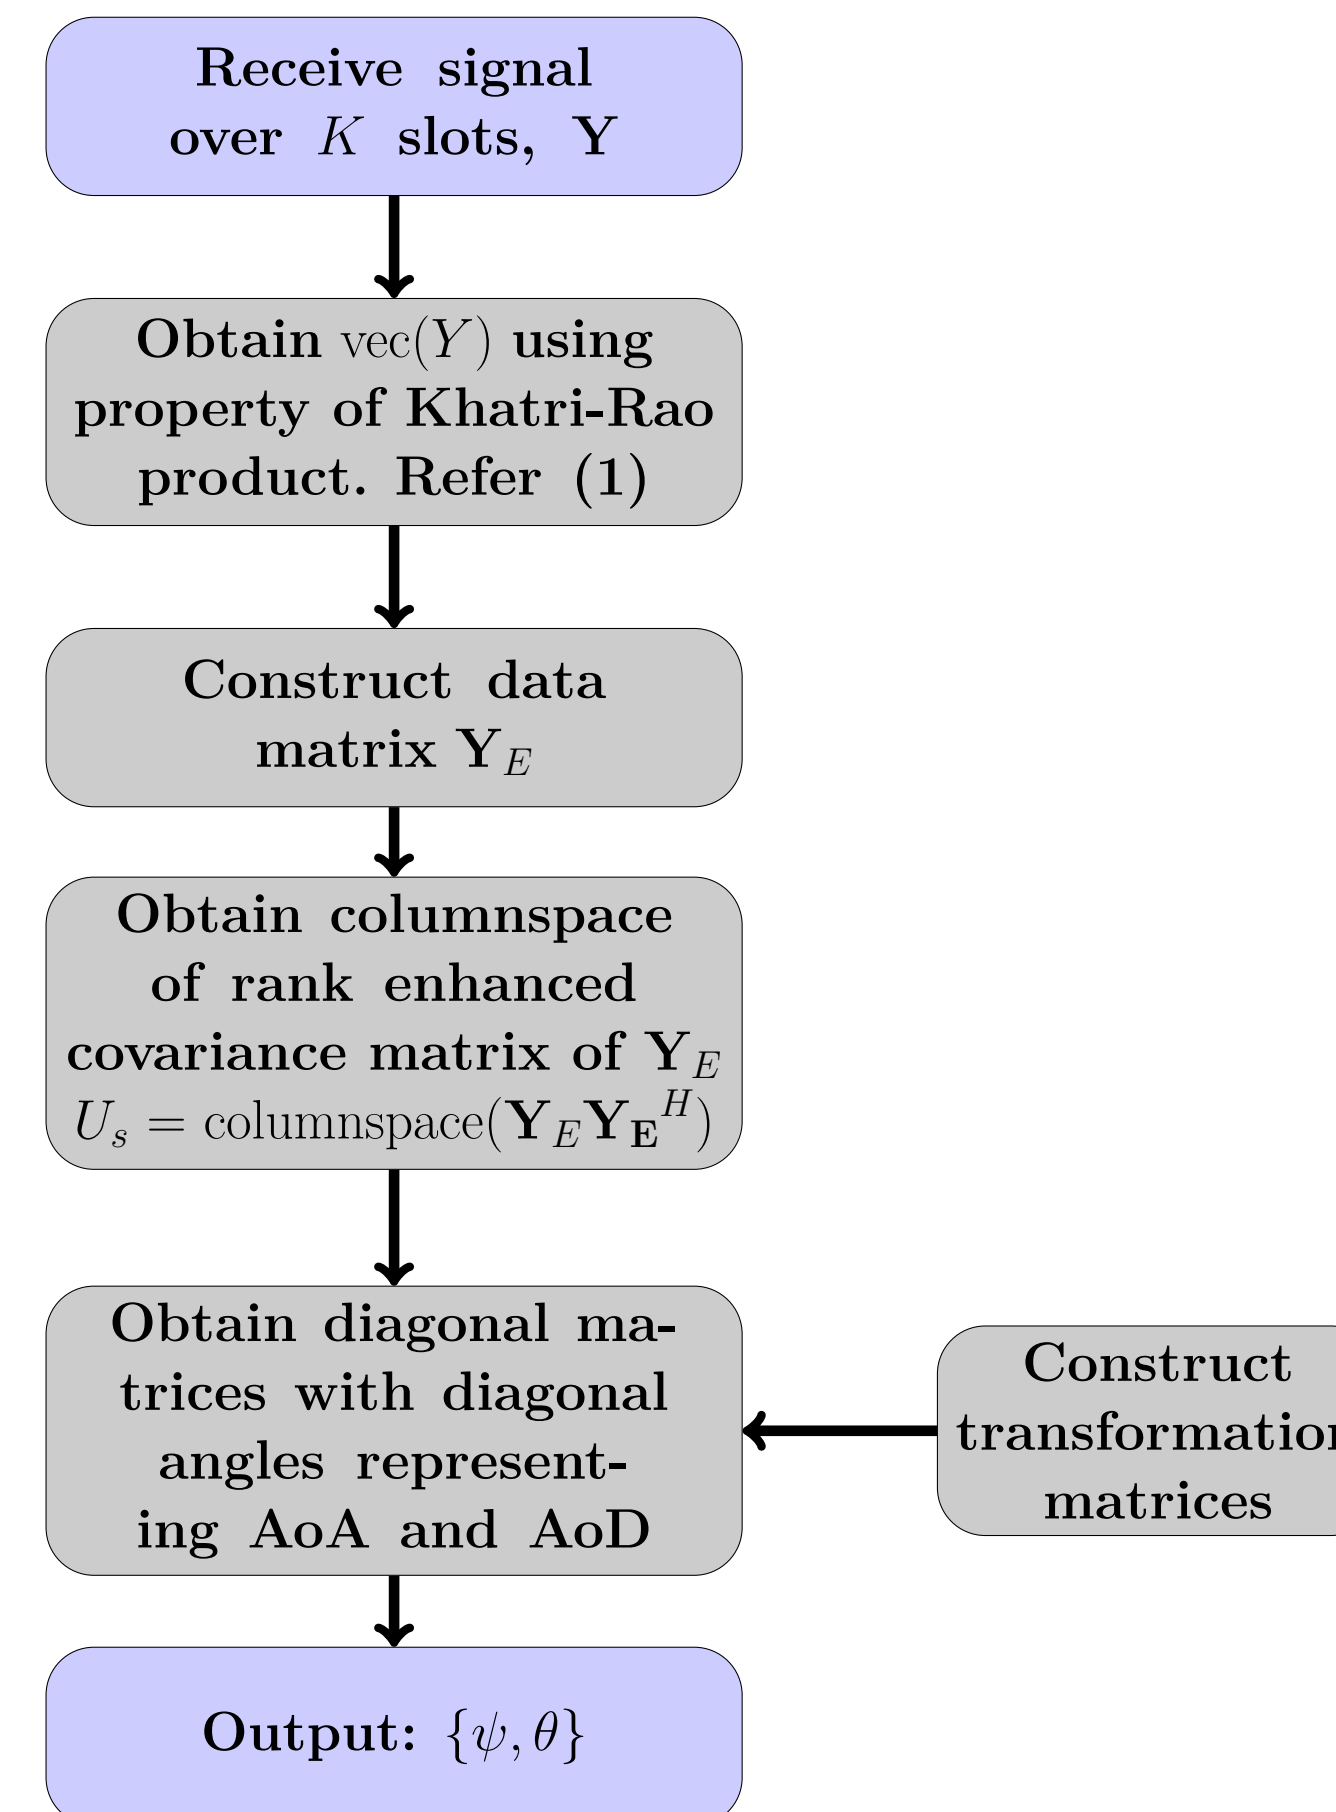 Receive signal
over K slots, Y
Obtain vec(Y) using
property of Khatri-Rao
product. Refer (1)
Construct data
matrix Y_E
Obtain columnspace
of rank enhanced
covariance matrix of Y_E
U_s = columnspace(Y_E Y_E^H)
Obtain diagonal ma-
trices with diagonal
angles represent-
ing AoA and AoD
Construct
transformation
matrices
Output: {ψ, θ}